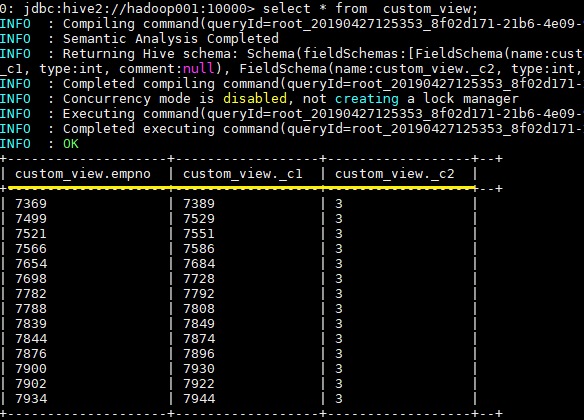 0: jdbc:hive2://hadoop001:10000> select * from  custom_view;
INFO  : Compiling command(queryId=root_20190427125353_8f02d171-21b6-4e09-
INFO  : Semantic Analysis Completed
INFO  : Returning Hive schema: Schema(fieldSchemas:[FieldSchema(name:cust
_c1, type:int, comment:null), FieldSchema(name:custom_view._c2, type:int,
INFO  : Completed compiling command(queryId=root_20190427125353_8f02d171-
INFO  : Concurrency mode is disabled, not creating a lock manager
INFO  : Executing command(queryId=root_20190427125353_8f02d171-21b6-4e09-
INFO  : Completed executing command(queryId=root_20190427125353_8f02d171-
INFO  : OK
+--------------------+------------------+------------------+--+
| custom_view.empno  | custom_view._c1  | custom_view._c2  |
+--------------------+------------------+------------------+--+
| 7369               | 7389             | 3                |
| 7499               | 7529             | 3                |
| 7521               | 7551             | 3                |
| 7566               | 7586             | 3                |
| 7654               | 7684             | 3                |
| 7698               | 7728             | 3                |
| 7782               | 7792             | 3                |
| 7788               | 7808             | 3                |
| 7839               | 7849             | 3                |
| 7844               | 7874             | 3                |
| 7876               | 7896             | 3                |
| 7900               | 7930             | 3                |
| 7902               | 7922             | 3                |
| 7934               | 7944             | 3                |